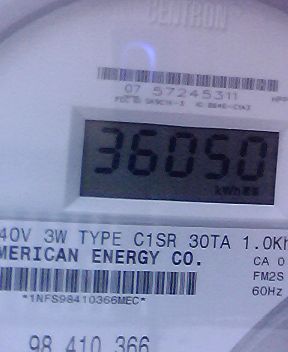 CENTRON
07 57245311
36050
kWh
40V 3W TYPE C1SR 30TA 1.0Kh
MERICAN ENERGY CO.
CA 0
FM2S
60Hz
*1NFS98410366MEC*
98 410 366